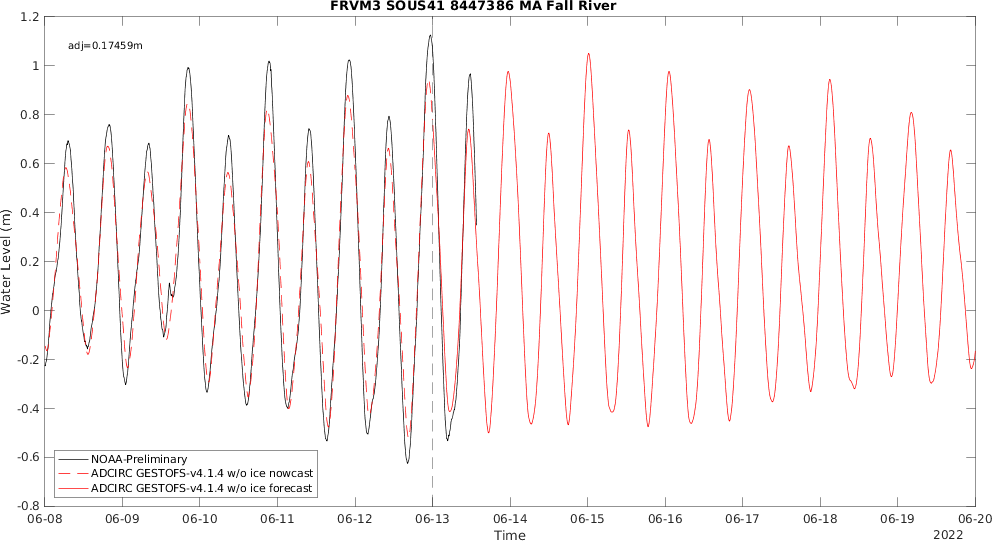 FRVM3 SOUS41 8447386 MA Fall River
adj=0.17459m
1.2
1
0.8
0.6
0.4
0.2
0
-0.2
-0.4
-0.6
-0.8
Water Level (m)
NOAA-Preliminary
ADCIRC GESTOFS-v4.1.4 w/o ice nowcast
ADCIRC GESTOFS-v4.1.4 w/o ice forecast
06-08 06-09 06-10 06-11 06-12 06-13 06-14 06-15 06-16 06-17 06-18 06-19 06-20
Time
2022